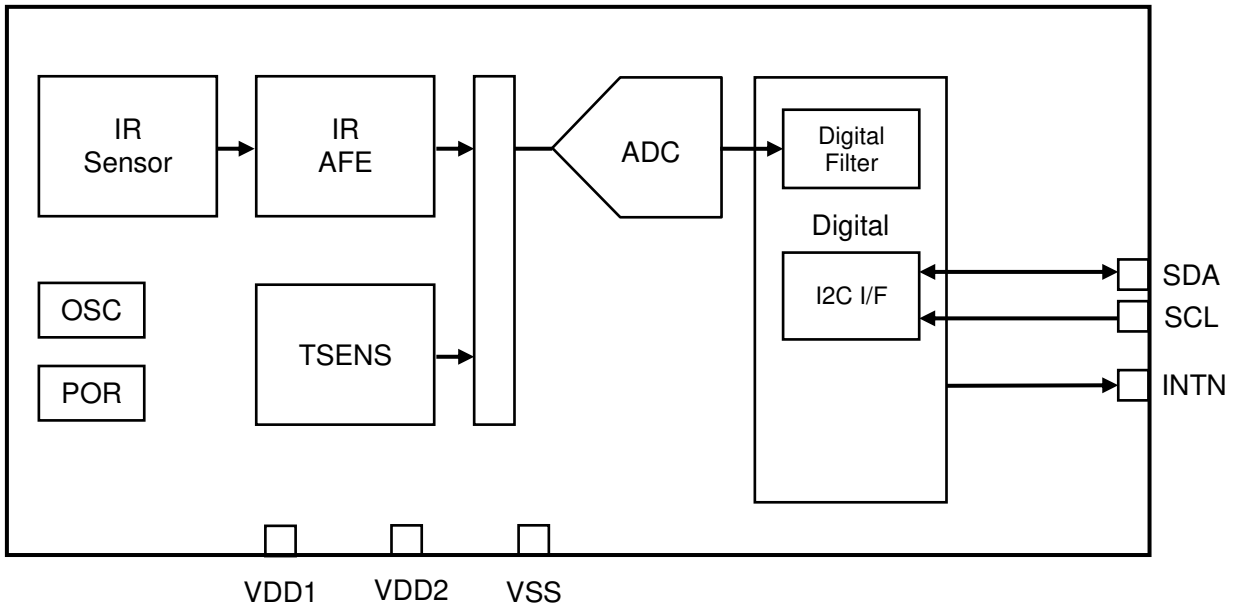 IR
Sensor
IR
AFE
ADC
Digital
Filter
Digital
I2C I/F
OSC
POR
TSENS
SDA
SCL
INTN
VDD1
VDD2
VSS